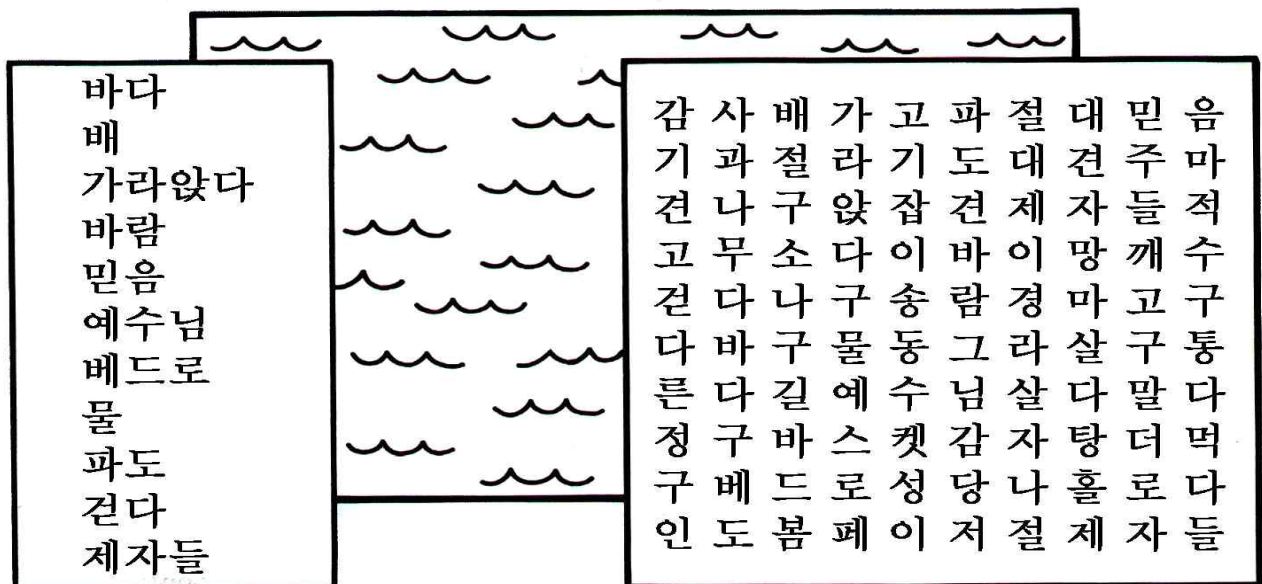 바다
배
가라앉다
바람
믿음
예수님
베드로
물
파도
걷다
제자들
감 사 배 가 고 파 절 대 믿 음
기 과 절 라 기 도 대 견 주 마
견 나 구 앉 잡 견 제 자 들 적
고 무 소 다 이 바 이 망 깨 수
걷 다 나 구 송 람 경 마 고 구
다 바 구 물 동 그 라 살 구 통
른 다 길 예 수 님 살 다 말 다
정 구 바 스 켓 감 자 탕 더 먹
구 베 드 로 성 당 나 홀 로 다
인 도 봄 페 이 저 절 제 자 들